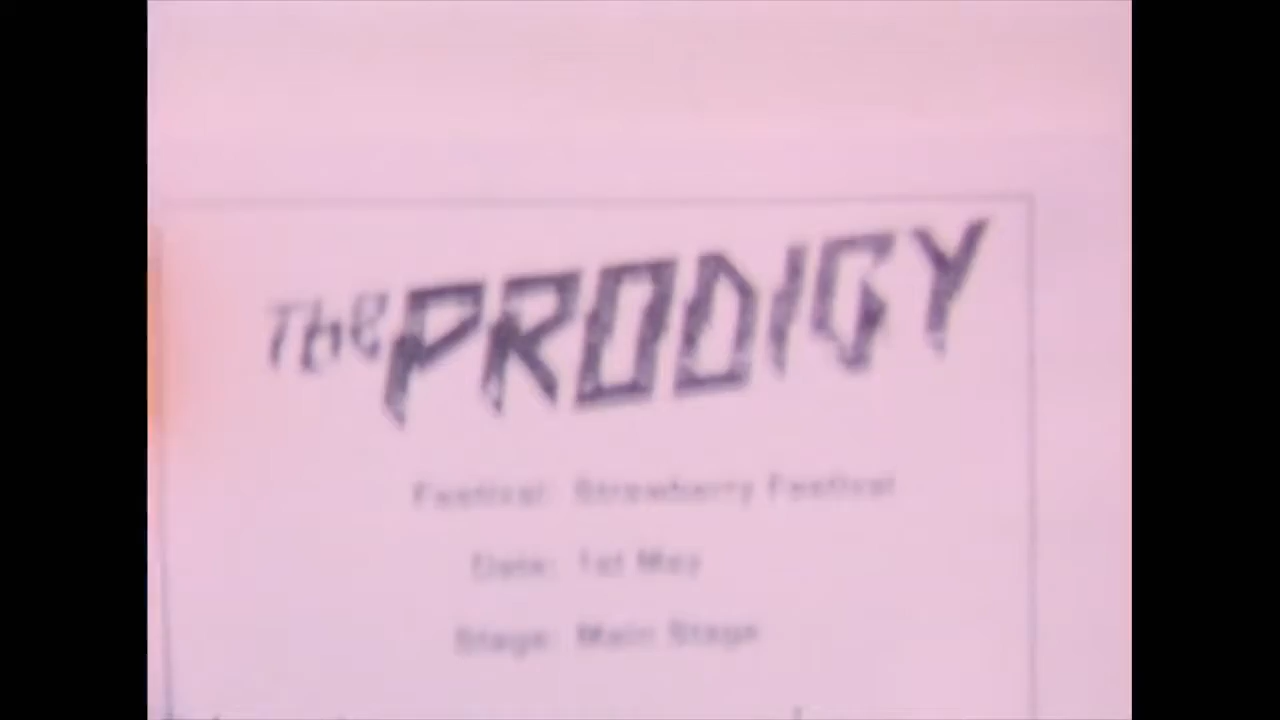 The PRODIGY
Festival: Strawberry Festival
Date: 1st May
Stage: Main Stage